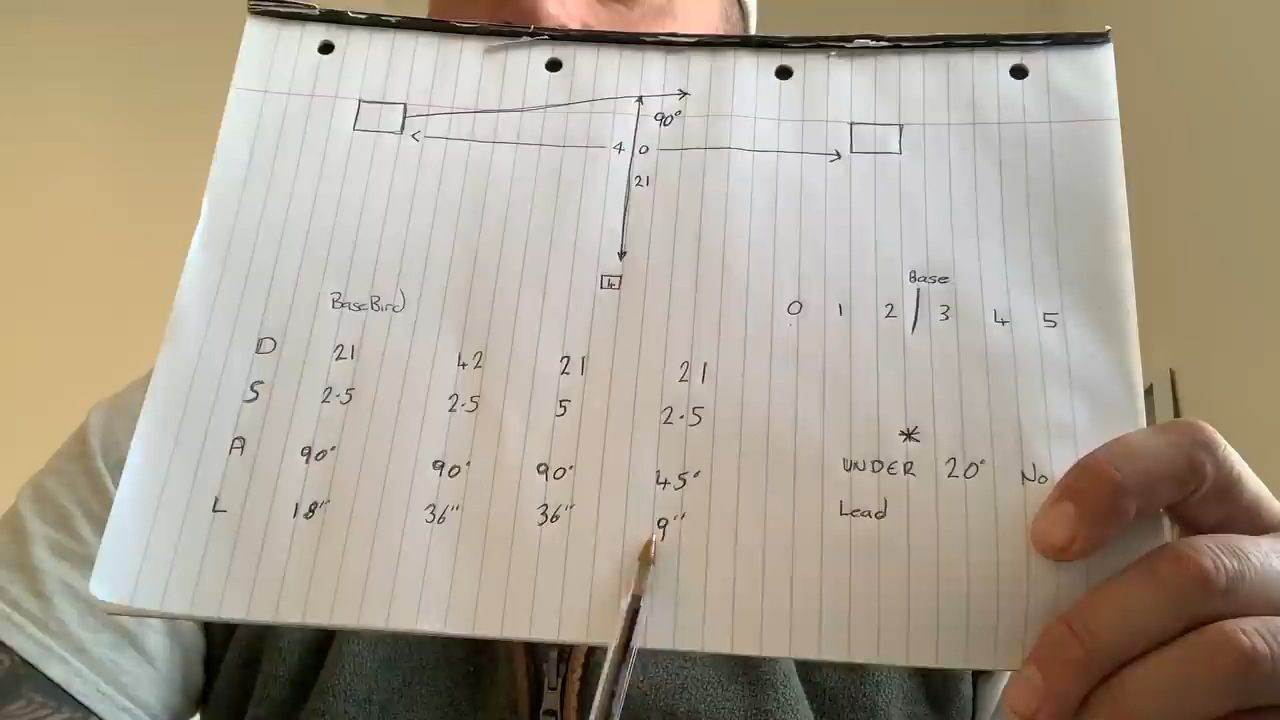 90°
4 0
21
4
Base
BaseBird
0 1 2 / 3 4 5
D 21 42 21 21
S 2.5 2.5 5 2.5
A 90° 90° 90° 45°
L 18" 36" 36" 9"
*
UNDER 20° No
Lead